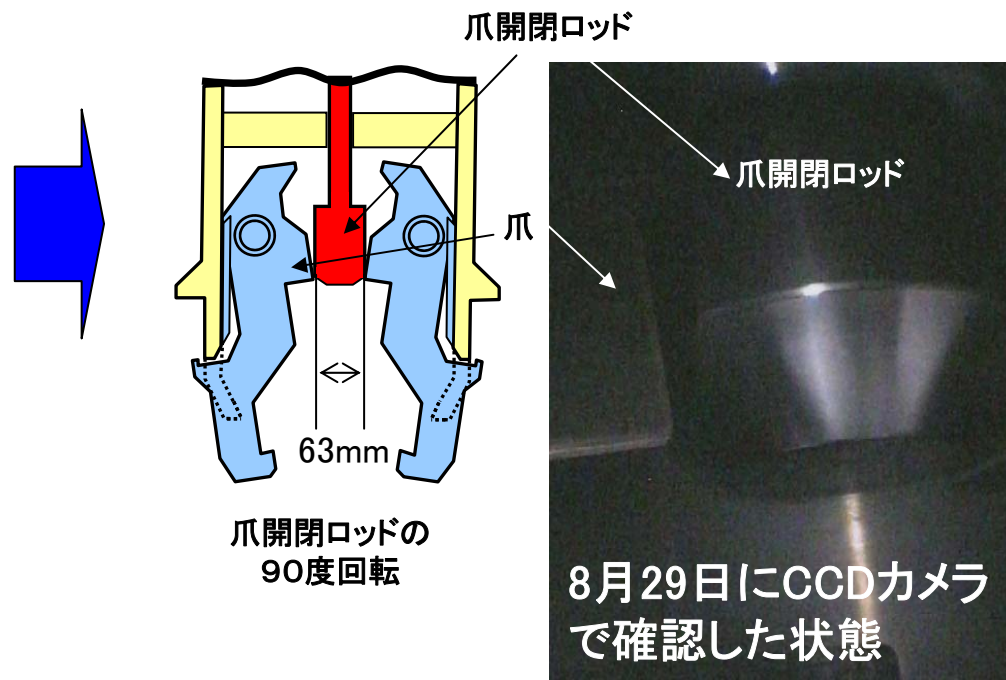 爪開閉ロッド
爪開閉ロッド
爪
63mm
爪開閉ロッドの
90度回転
8月29日にCCDカメラ
で確認した状態